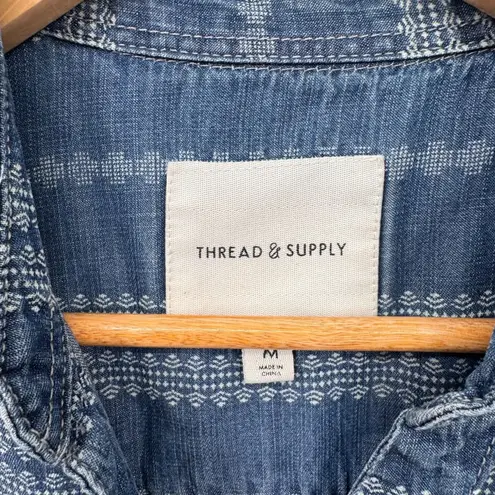 THREAD & SUPPLY
M
MADE IN
CHINA